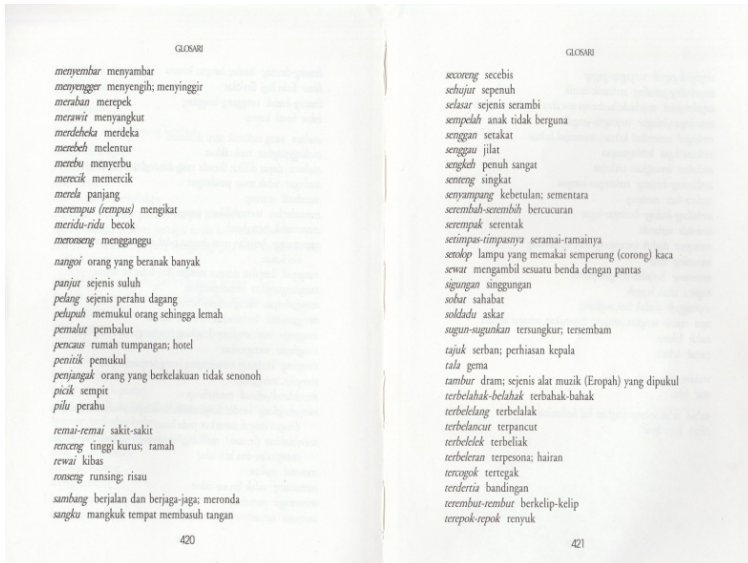 GLOSARI
menyembar menyambar
menyengger menyengih; menyinggir
meraban merepek
merawit menyangkut
merdeheka merdeka
merebeh melentur
merebu menyerbu
merecik memercik
merela panjang
merempus (rempus) mengikat
meridu-ridu becok
meronseng mengganggu
nangoi orang yang beranak banyak
panjut sejenis suluh
pelang sejenis perahu dagang
pelupuh memukul orang sehingga lemah
pemalut pembalut
pencaus rumah tumpangan; hotel
penitik pemukul
penjangak orang yang berkelakuan tidak senonoh
picik sempit
pilu perahu
remai-remai sakit-sakit
renceng tinggi kurus; ramah
rewai kibas
ronseng runsing; risau
sambang berjalan dan berjaga-jaga; meronda
sangku mangkuk tempat membasuh tangan
420
GLOSARI
secoreng secebis
sehujut sepenuh
selasar sejenis serambi
sempelah anak tidak berguna
senggan setakat
senggau jilat
sengkeh penuh sangat
senteng singkat
senyampang kebetulan; sementara
serembah-serembih bercucuran
serempak serentak
setimpas-timpasnya seramai-ramainya
setolop lampu yang memakai semperung (corong) kaca
sewat mengambil sesuatu benda dengan pantas
sigungan singgungan
sobat sahabat
soldadu askar
sugun-sugunkan tersungkur; tersembam
tajuk serban; perhiasan kepala
tala gema
tambur dram; sejenis alat muzik (Eropah) yang dipukul
terbelahak-belahak terbahak-bahak
terbelelang terbelalak
terbelancut terpancut
terbelelek terbeliak
terbeleran terpesona; hairan
tercogok tertegak
terdertia bandingan
terembut-rembut berkelip-kelip
terepok-repok renyuk
421